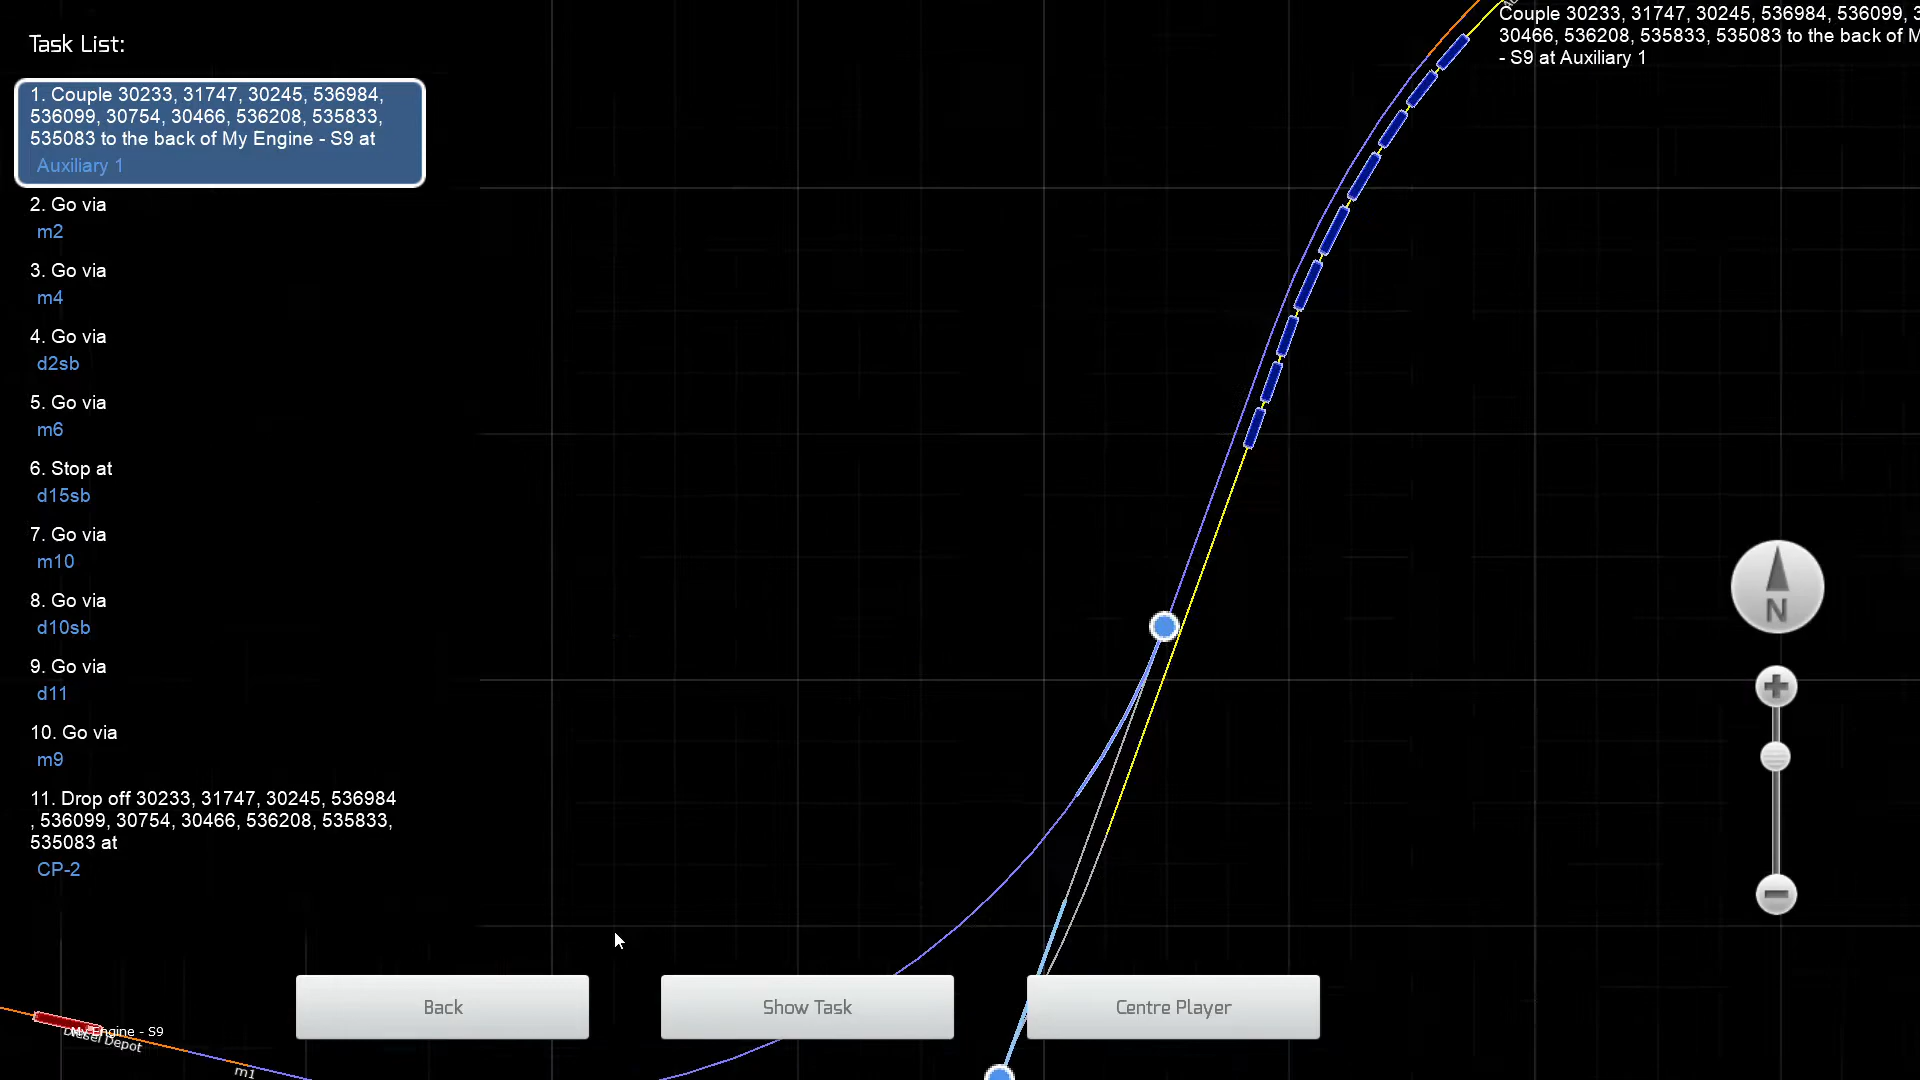 Task List:
1. Couple 30233, 31747, 30245, 536984,
536099, 30754, 30466, 536208, 535833,
535083 to the back of My Engine - S9 at
Auxiliary 1
2. Go via
m2
3. Go via
m4
4. Go via
d2sb
5. Go via
m6
6. Stop at
d15sb
7. Go via
m10
8. Go via
d10sb
9. Go via
d11
10. Go via
m9
11. Drop off 30233, 31747, 30245, 536984
, 536099, 30754, 30466, 536208, 535833,
535083 at
CP-2
Couple 30233, 31747, 30245, 536984, 536099, 3
30466, 536208, 535833, 535083 to the back of M
- S9 at Auxiliary 1
N
Back
Show Task
Centre Player
My Engine - S9
Diesel Depot
m1